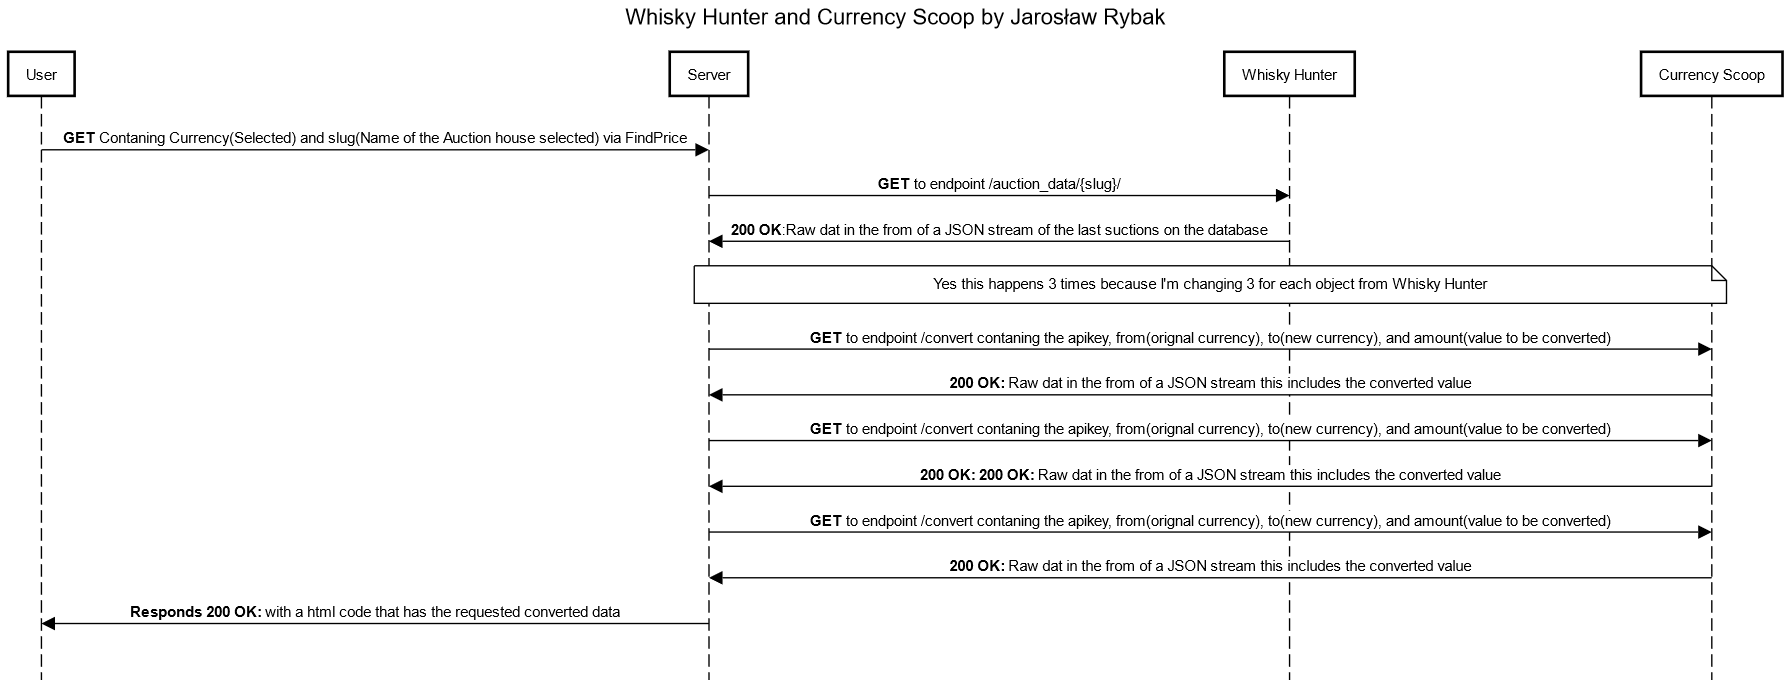 Whisky Hunter and Currency Scoop by Jarosław Rybak
User
Server
Whisky Hunter
Currency Scoop
GET Contaning Currency(Selected) and slug(Name of the Auction house selected) via FindPrice
GET to endpoint /auction_data/{slug}/
200 OK:Raw dat in the from of a JSON stream of the last suctions on the database
Yes this happens 3 times because I'm changing 3 for each object from Whisky Hunter
GET to endpoint /convert contaning the apikey, from(orignal currency), to(new currency), and amount(value to be converted)
200 OK: Raw dat in the from of a JSON stream this includes the converted value
GET to endpoint /convert contaning the apikey, from(orignal currency), to(new currency), and amount(value to be converted)
200 OK: 200 OK: Raw dat in the from of a JSON stream this includes the converted value
GET to endpoint /convert contaning the apikey, from(orignal currency), to(new currency), and amount(value to be converted)
200 OK: Raw dat in the from of a JSON stream this includes the converted value
Responds 200 OK: with a html code that has the requested converted data